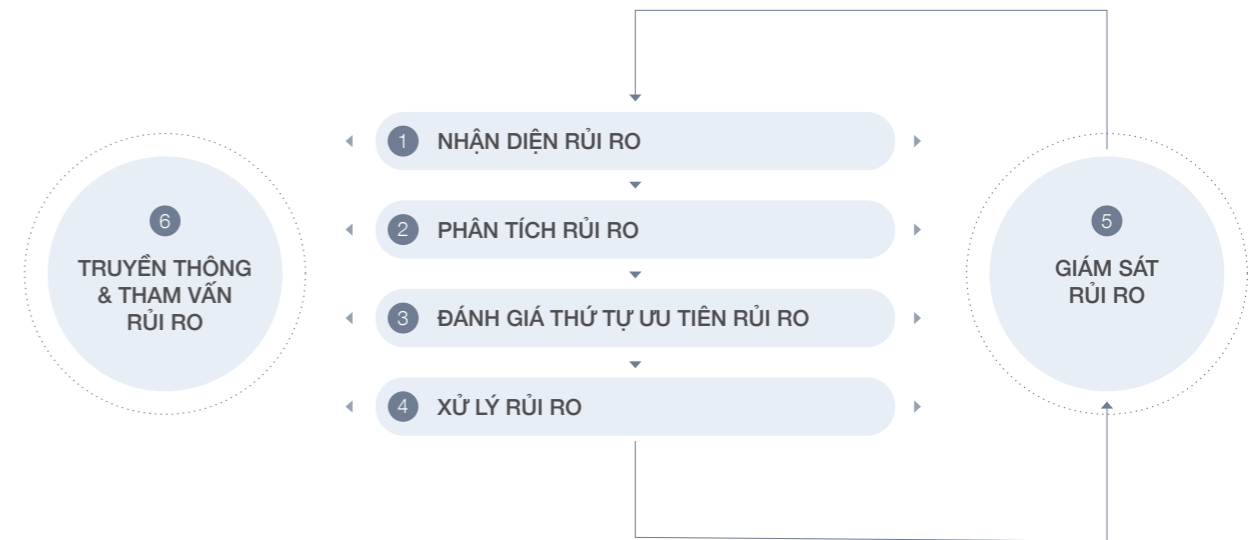 1 NHẬN DIỆN RỦI RO
2 PHÂN TÍCH RỦI RO
3 ĐÁNH GIÁ THỨ TỰ ƯU TIÊN RỦI RO
4 XỬ LÝ RỦI RO
5
GIÁM SÁT
RỦI RO
6
TRUYỀN THÔNG
& THAM VẤN
RỦI RO